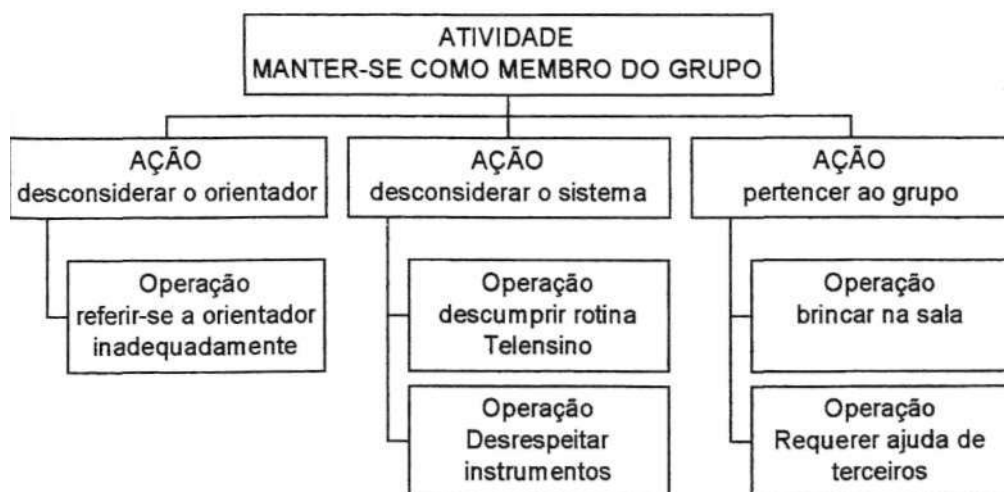 ATIVIDADE
MANTER-SE COMO MEMBRO DO GRUPO
AÇÃO
desconsiderar o orientador
AÇÃO
desconsiderar o sistema
AÇÃO
pertencer ao grupo
Operação
referir-se a orientador
inadequadamente
Operação
descumprir rotina
Telensino
Operação
brincar na sala
Operação
Desrespeitar
instrumentos
Operação
Requerer ajuda de
terceiros